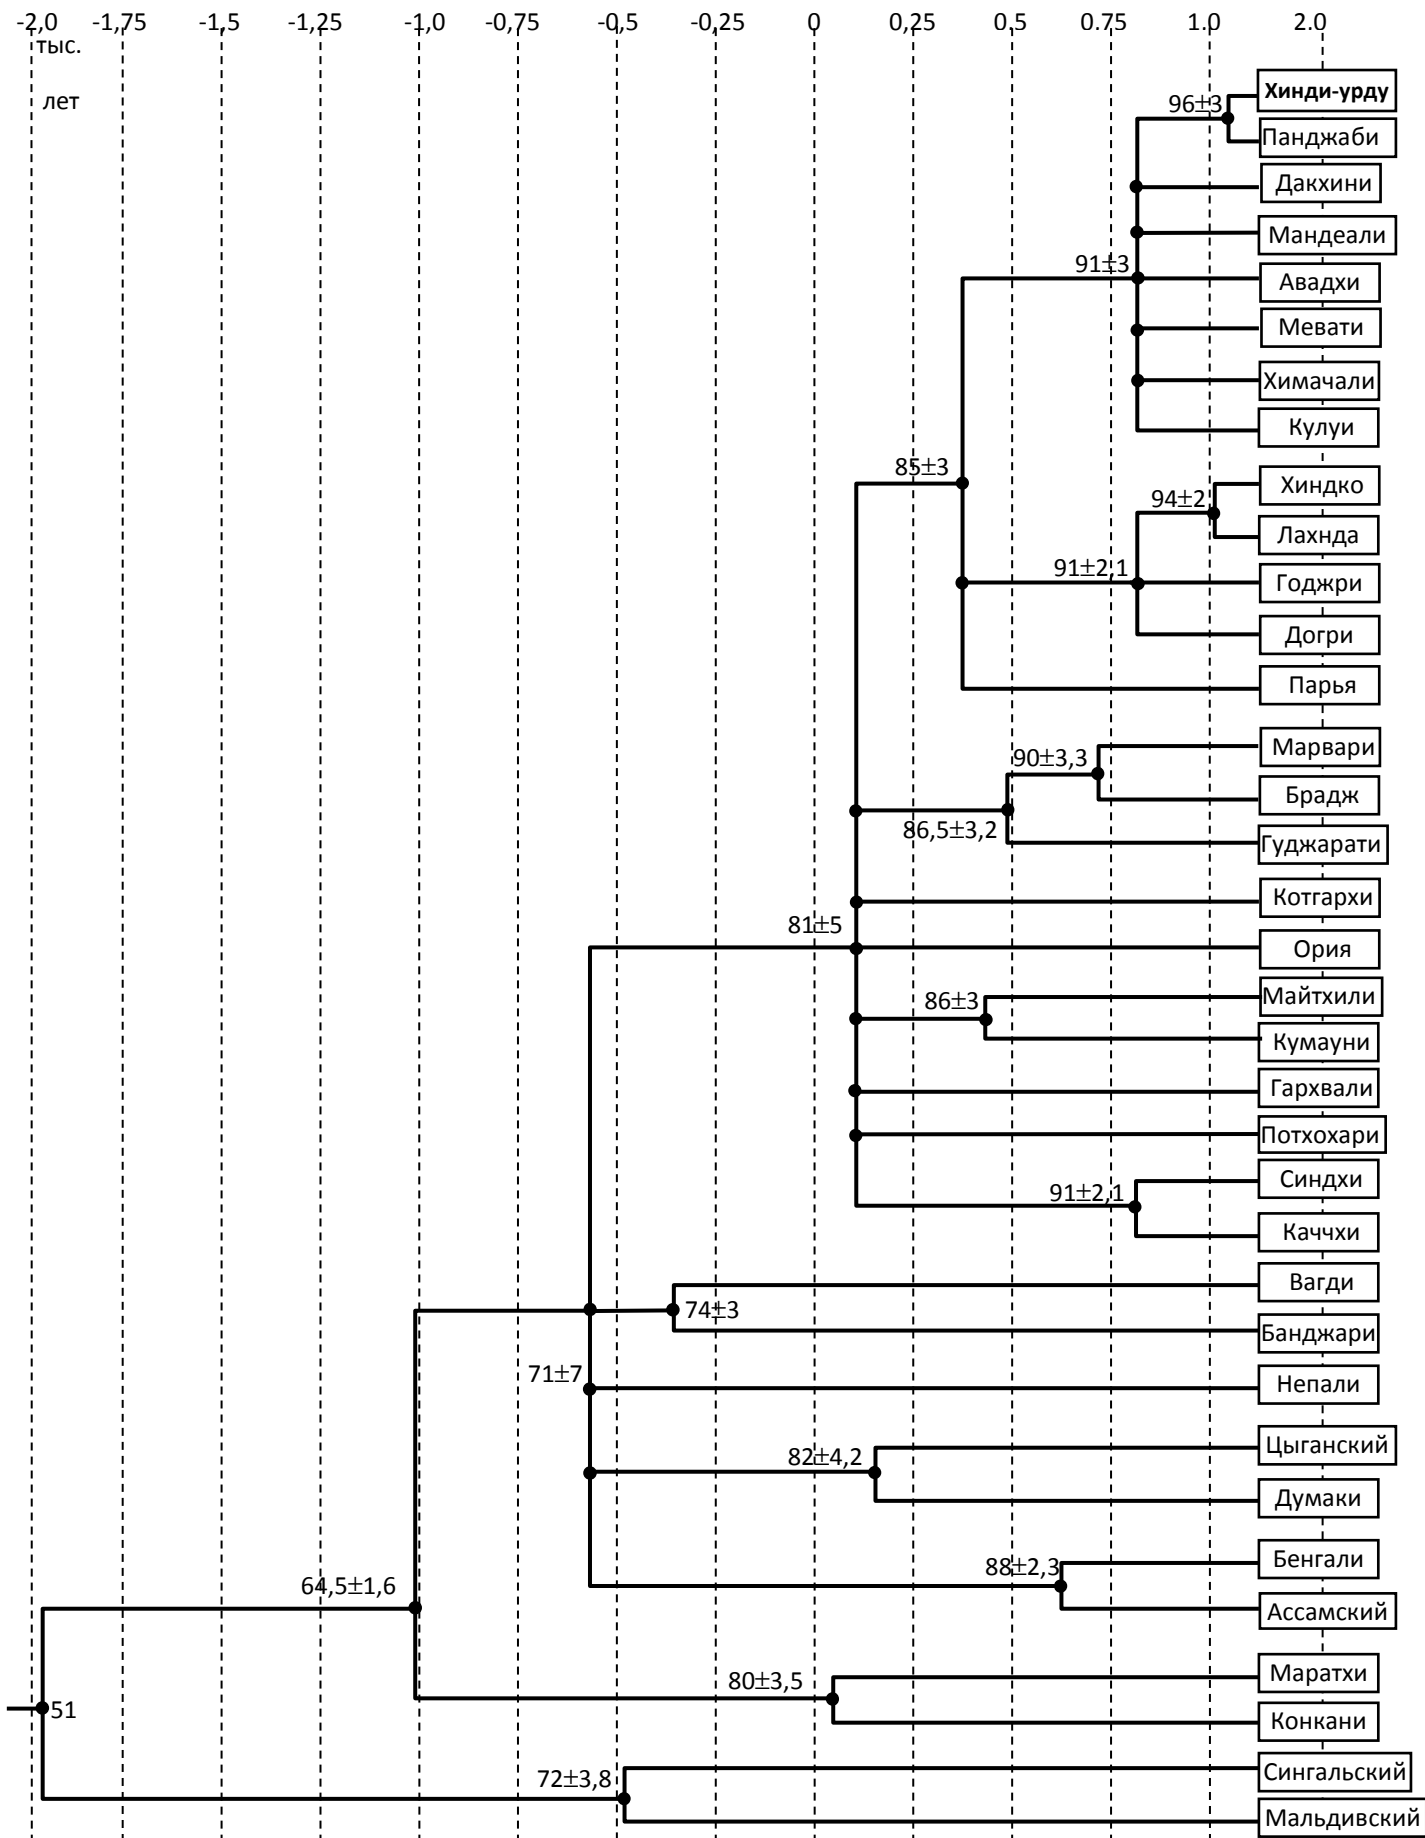 -2,0 -1,75 -1,5 -1,25 -1,0 -0,75 -0,5 -0,25 0 0,25 0.5 0.75 1.0 2.0
тыс.
лет
Хинди-урду
96±3
Панджаби
Дакхини
Мандеали
91±3
Авадхи
Мевати
Химачали
Кулуи
85±3
Хиндко
94±2
Лахнда
91±2,1
Годжри
Догри
Парья
Марвари
90±3,3
Брадж
86,5±3,2
Гуджарати
Котгархи
81±5
Ория
86±3
Майтхили
Кумауни
Гархвали
Потхохари
Синдхи
91±2,1
Каччхи
Вагди
74±3
Банджари
71±7
Непали
Цыганский
82±4,2
Думаки
Бенгали
88±2,3
64,5±1,6
Ассамский
Маратхи
80±3,5
51
Конкани
Сингальский
72±3,8
Мальдивский